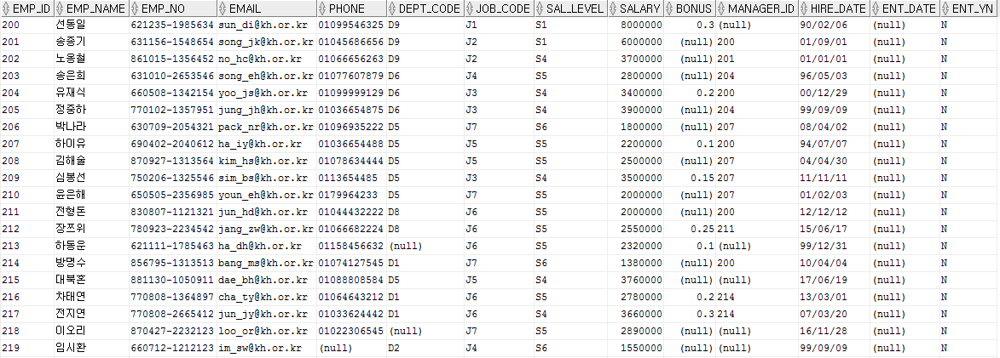 EMP_ID EMP_NAME EMP_NO EMAIL PHONE DEPT_CODE JOB_CODE SAL_LEVEL SALARY BONUS MANAGER_ID HIRE_DATE ENT_DATE ENT_YN
200 선동일 621235-1985634 sun_di@kh.or.kr 01099546325 D9 J1 S1 8000000 0.3 (null) 90/02/06 (null) N
201 송중기 631156-1548654 song_jk@kh.or.kr 01045686656 D9 J2 S1 6000000 (null) 200 01/09/01 (null) N
202 노옹철 861015-1356452 no_hc@kh.or.kr 01066656263 D9 J2 S4 3700000 (null) 201 01/01/01 (null) N
203 송은희 631010-2653546 song_eh@kh.or.kr 01077607879 D6 J4 S5 2800000 (null) 204 96/05/03 (null) N
204 유재식 660508-1342154 yoo_js@kh.or.kr 01099999129 D6 J3 S4 3400000 0.2 200 00/12/29 (null) N
205 정중하 770102-1357951 jung_jh@kh.or.kr 01036654875 D6 J3 S4 3900000 (null) 204 99/09/09 (null) N
206 박나라 630709-2054321 pack_nr@kh.or.kr 01096935222 D5 J7 S6 1800000 (null) 207 08/04/02 (null) N
207 하이유 690402-2040612 ha_iy@kh.or.kr 01036654488 D5 J5 S5 2200000 0.1 200 94/07/07 (null) N
208 김해술 870927-1313564 kim_hs@kh.or.kr 01078634444 D5 J5 S5 2500000 (null) 207 04/04/30 (null) N
209 심봉선 750206-1325546 sim_bs@kh.or.kr 0113654485 D5 J3 S4 3500000 0.15 207 11/11/11 (null) N
210 윤은해 650505-2356985 youn_eh@kh.or.kr 0179964233 D5 J7 S5 2000000 (null) 207 01/02/03 (null) N
211 전형돈 830807-1121321 jun_hd@kh.or.kr 01044432222 D8 J6 S5 2000000 (null) 200 12/12/12 (null) N
212 장쯔위 780923-2234542 jang_zw@kh.or.kr 01066682224 D8 J6 S5 2550000 0.25 211 15/06/17 (null) N
213 하동운 621111-1785463 ha_dh@kh.or.kr 01158456632 (null) J6 S5 2320000 0.1 (null) 99/12/31 (null) N
214 방명수 856795-1313513 bang_ms@kh.or.kr 01074127545 D1 J7 S6 1380000 (null) 200 10/04/04 (null) N
215 대북혼 881130-1050911 dae_bh@kh.or.kr 01088808584 D5 J5 S4 3760000 (null) (null) 17/06/19 (null) N
216 차태연 770808-1364897 cha_ty@kh.or.kr 01064643212 D1 J6 S5 2780000 0.2 214 13/03/01 (null) N
217 전지연 770808-2665412 jun_jy@kh.or.kr 01033624442 D1 J6 S4 3660000 0.3 214 07/03/20 (null) N
218 이오리 870427-2232123 loo_or@kh.or.kr 01022306545 (null) J7 S5 2890000 (null) (null) 16/11/28 (null) N
219 임시환 660712-1212123 im_sw@kh.or.kr (null) D2 J4 S6 1550000 (null) (null) 99/09/09 (null) N